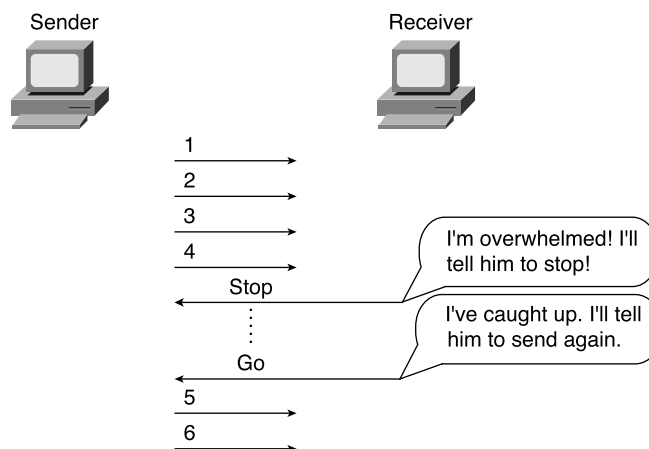 Sender
Receiver
1
2
3
4
I'm overwhelmed! I'll
tell him to stop!
Stop
I've caught up. I'll tell
him to send again.
Go
5
6